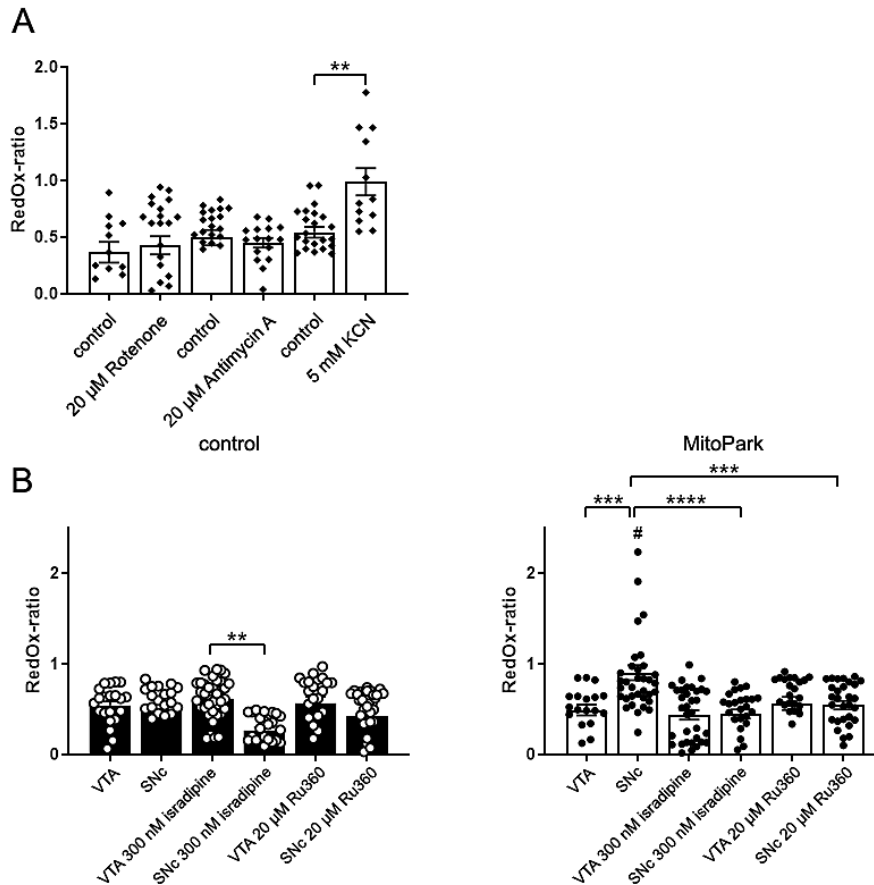 A
2.0
1.5
1.0
0.5
0.0
RedOx-ratio
**
control
20 µM Rotenone
control
20 µM Antimycin A
control
5 mM KCN
B
control
2
1
0
RedOx-ratio
**
VTA
SNc
VTA 300 nM isradipine
SNc 300 nM isradipine
VTA 20 µM Ru360
SNc 20 µM Ru360
MitoPark
***
*** ****
#
2
1
0
RedOx-ratio
VTA
SNc
VTA 300 nM isradipine
SNc 300 nM isradipine
VTA 20 µM Ru360
SNc 20 µM Ru360